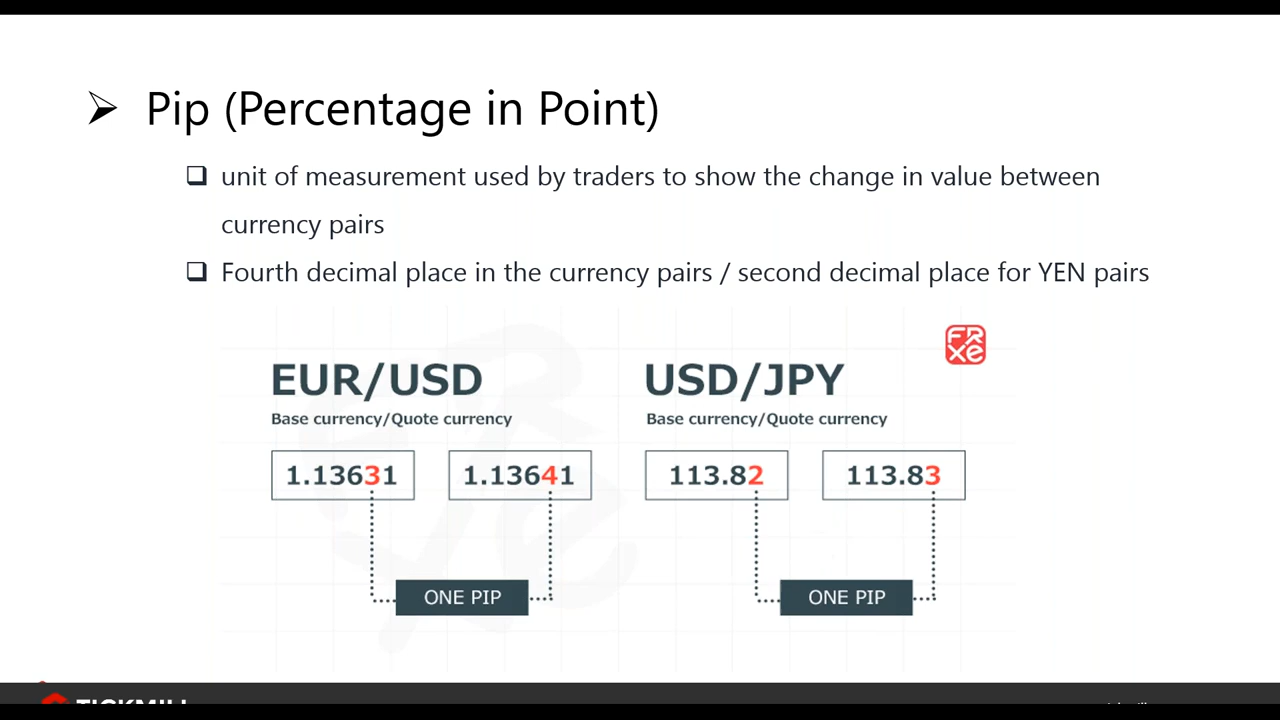 Pip (Percentage in Point)
unit of measurement used by traders to show the change in value between
currency pairs
Fourth decimal place in the currency pairs / second decimal place for YEN pairs
FR
xe
EUR/USD
USD/JPY
Base currency/Quote currency
Base currency/Quote currency
1.13631
1.13641
113.82
113.83
ONE PIP
ONE PIP
TICKMILL